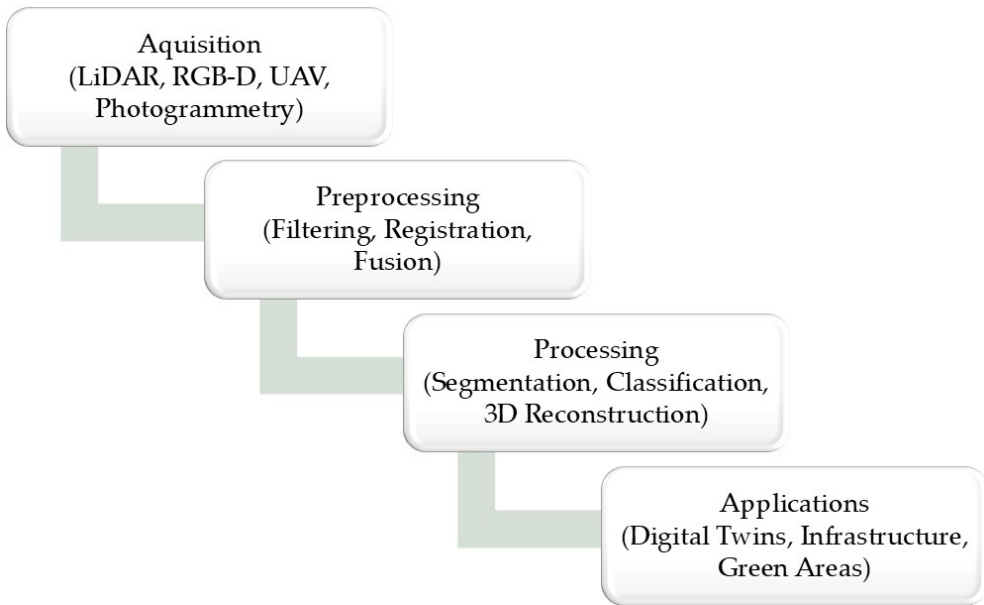 Aquisition
(LiDAR, RGB-D, UAV,
Photogrammetry)
Preprocessing
(Filtering, Registration,
Fusion)
Processing
(Segmentation, Classification,
3D Reconstruction)
Applications
(Digital Twins, Infrastructure,
Green Areas)